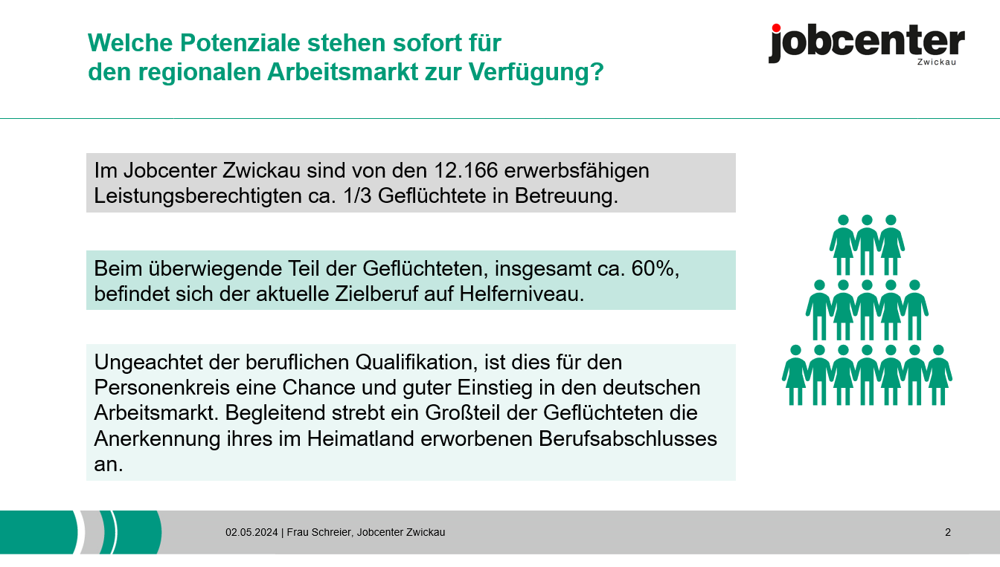 Welche Potenziale stehen sofort für
den regionalen Arbeitsmarkt zur Verfügung?
jobcenter
Zwickau
Im Jobcenter Zwickau sind von den 12.166 erwerbsfähigen
Leistungsberechtigten ca. 1/3 Geflüchtete in Betreuung.
Beim überwiegende Teil der Geflüchteten, insgesamt ca. 60%,
befindet sich der aktuelle Zielberuf auf Helferniveau.
Ungeachtet der beruflichen Qualifikation, ist dies für den
Personenkreis eine Chance und guter Einstieg in den deutschen
Arbeitsmarkt. Begleitend strebt ein Großteil der Geflüchteten die
Anerkennung ihres im Heimatland erworbenen Berufsabschlusses
an.
02.05.2024 | Frau Schreier, Jobcenter Zwickau
2